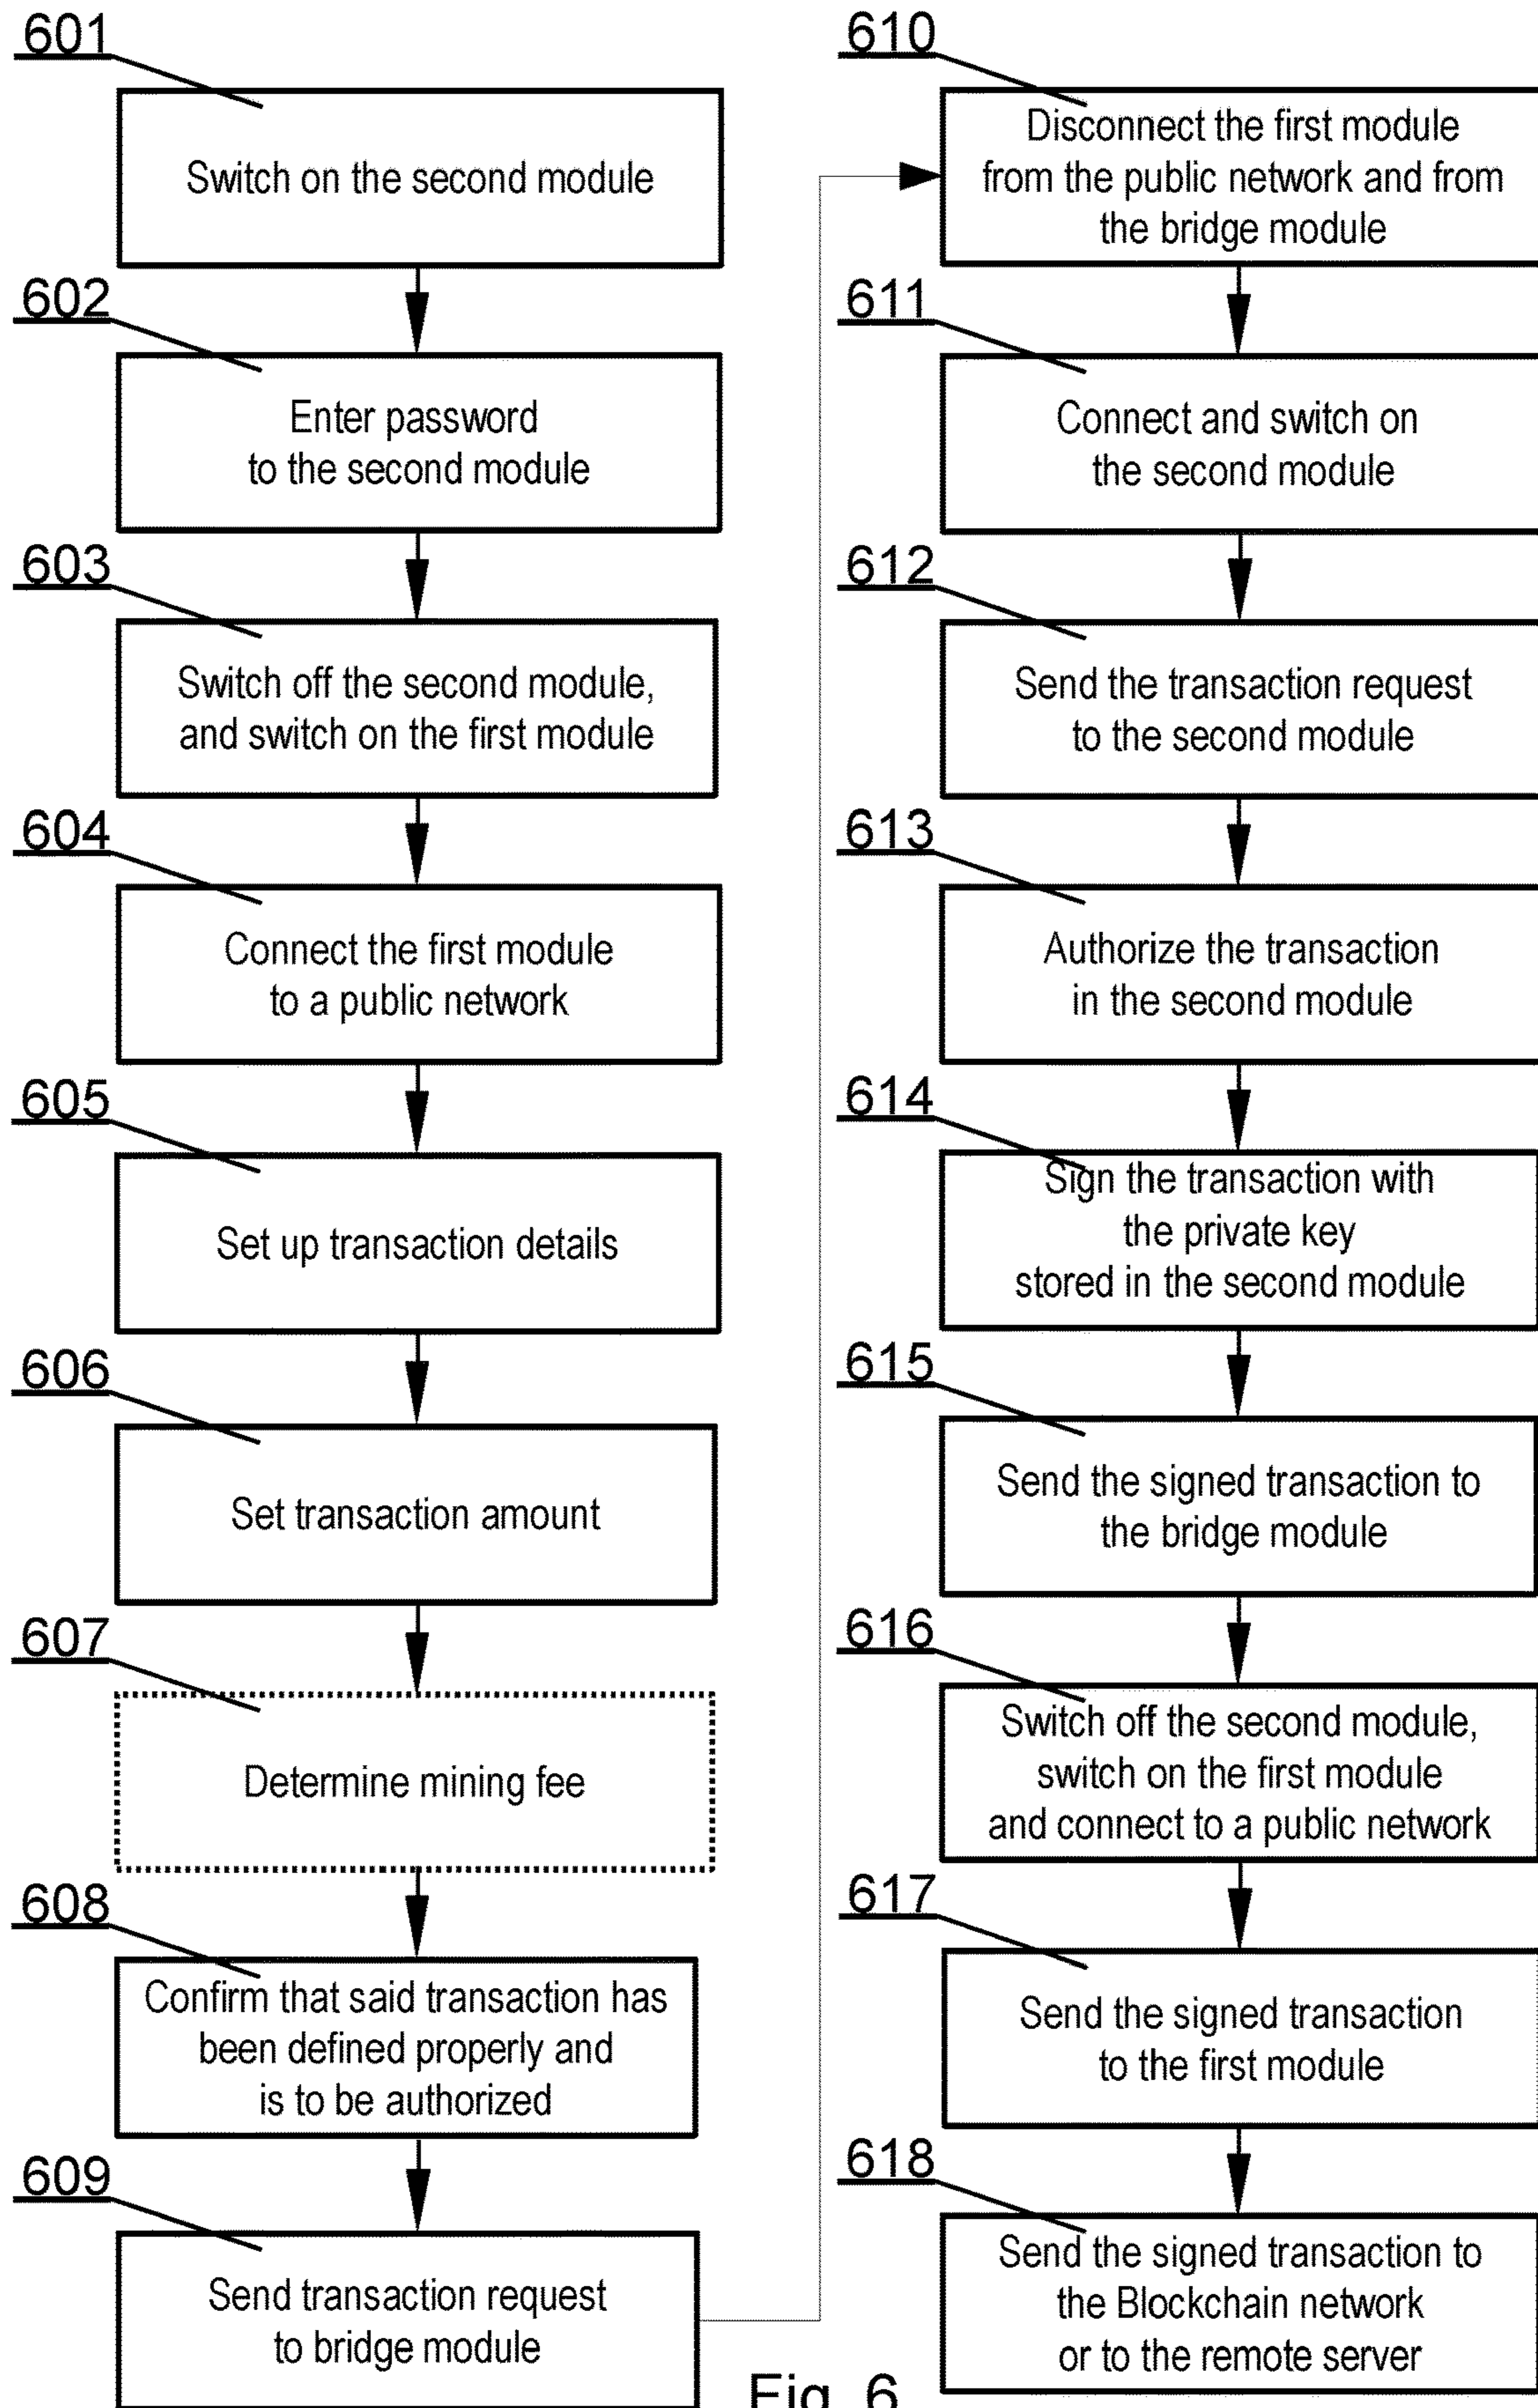 601
Switch on the second module
602
Enter password
to the second module
603
Switch off the second module,
and switch on the first module
604
Connect the first module
to a public network
605
Set up transaction details
606
Set transaction amount
607
Determine mining fee
608
Confirm that said transaction has
been defined properly and
is to be authorized
609
Send transaction request
to bridge module
610
Disconnect the first module
from the public network and from
the bridge module
611
Connect and switch on
the second module
612
Send the transaction request
to the second module
613
Authorize the transaction
in the second module
614
Sign the transaction with
the private key
stored in the second module
615
Send the signed transaction to
the bridge module
616
Switch off the second module,
switch on the first module
and connect to a public network
617
Send the signed transaction
to the first module
618
Send the signed transaction to
the Blockchain network
or to the remote server
Fig. 6